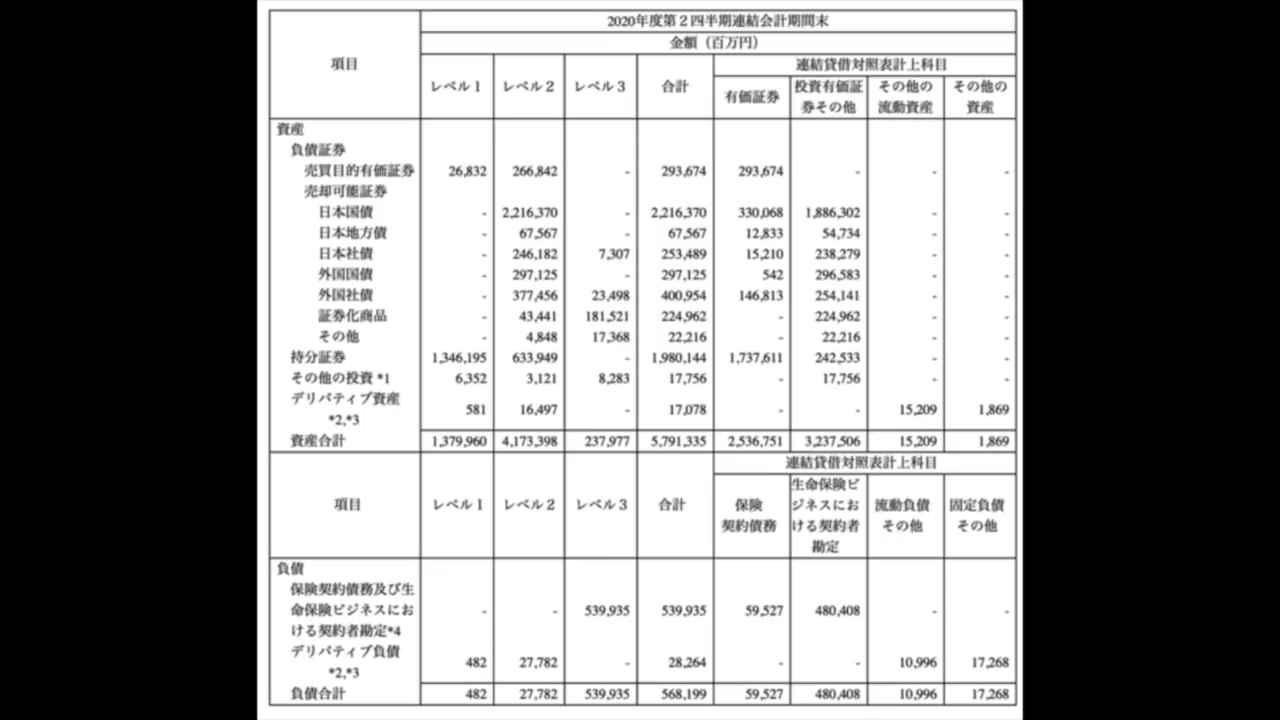 2020年度第２四半期連結会計期間末
金額（百万円）
項目 レベル１ レベル２ レベル３ 合計 連結貸借対照表計上科目
有価証券 投資有価証券その他 その他の流動資産 その他の資産
資産
負債証券
売買目的有価証券 26,832 266,842 - 293,674 293,674 - - -
売却可能証券
日本国債 - 2,216,370 - 2,216,370 330,068 1,886,302 - -
日本地方債 - 67,567 - 67,567 12,833 54,734 - -
日本社債 - 246,182 7,307 253,489 15,210 238,279 - -
外国国債 - 297,125 - 297,125 542 296,583 - -
外国社債 - 377,456 23,498 400,954 146,813 254,141 - -
証券化商品 - 43,441 181,521 224,962 - 224,962 - -
その他 - 4,848 17,368 22,216 - 22,216 - -
持分証券 1,346,195 633,949 - 1,980,144 1,737,611 242,533 - -
その他の投資 *1 6,352 3,121 8,283 17,756 - 17,756 - -
デリバティブ資産
*2,*3 581 16,497 - 17,078 - - 15,209 1,869
資産合計 1,379,960 4,173,398 237,977 5,791,335 2,536,751 3,237,506 15,209 1,869
項目 レベル１ レベル２ レベル３ 合計 連結貸借対照表計上科目
保険契約債務 生命保険ビジネスにおける契約者勘定 流動負債その他 固定負債その他
負債
保険契約債務及び生
命保険ビジネスにお - - 539,935 539,935 59,527 480,408 - -
ける契約者勘定*4
デリバティブ負債
*2,*3 482 27,782 - 28,264 - - 10,996 17,268
負債合計 482 27,782 539,935 568,199 59,527 480,408 10,996 17,268